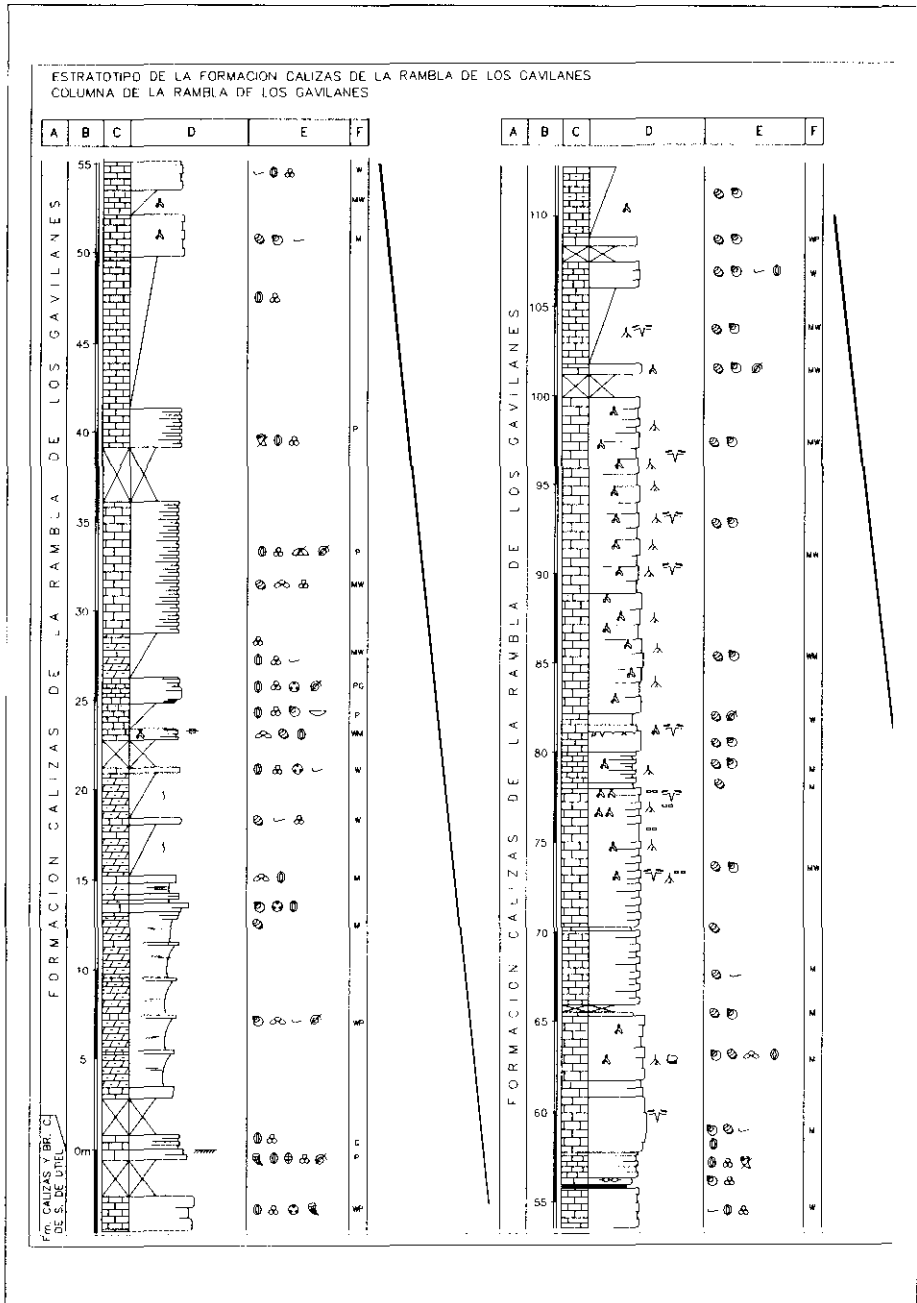 ESTRATOTIPO DE LA FORMACION CALIZAS DE LA RAMBLA DE LOS GAVILANES
COLUMNA DE LA RAMBLA DE LOS GAVILANES
A B C D E F
FORMACION CALIZAS DE LA RAMBLA DE LOS GAVILANES
Fm. CALIZAS Y BR. C.
DE S. DE UTIEL
55
W
MW
50
M
45
40
P
35
P
MW
30
MW
PG
25
P
WM
W
20
W
15
M
M
10
WP
5
0m
G
P
WP
A B C D E F
FORMACION CALIZAS DE LA RAMBLA DE LOS GAVILANES
110
WP
W
105
MW
MW
100
MW
95
MW
90
WM
85
W
80
M
M
75
MW
70
M
65
M
M
60
M
55
W